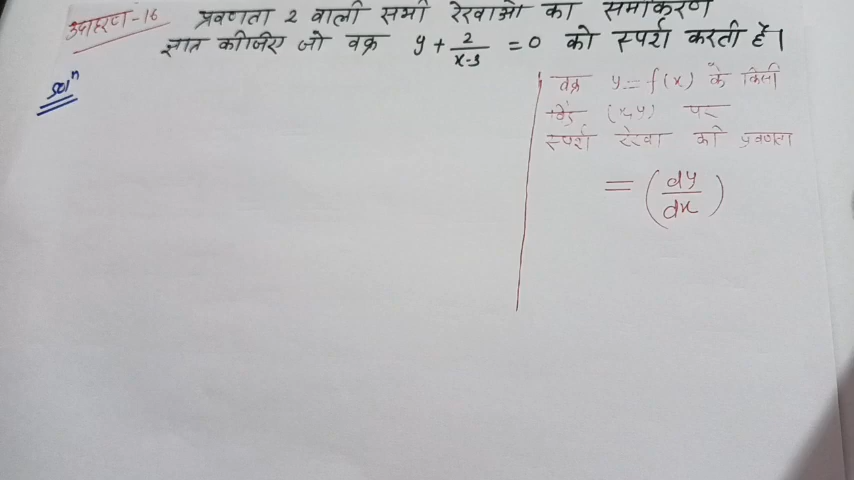 उदाहरण-16 प्रवणता 2 वाली सभी रेखाओं का समीकरण
ज्ञात कीजिए जो वक्र y + 2/(x-3) = 0 को स्पर्श करती है।
Solⁿ
वक्र y = f(x) के किसी
बिंदु (x,y) पर
स्पर्श रेखा की प्रवणता
= (dy/dx)